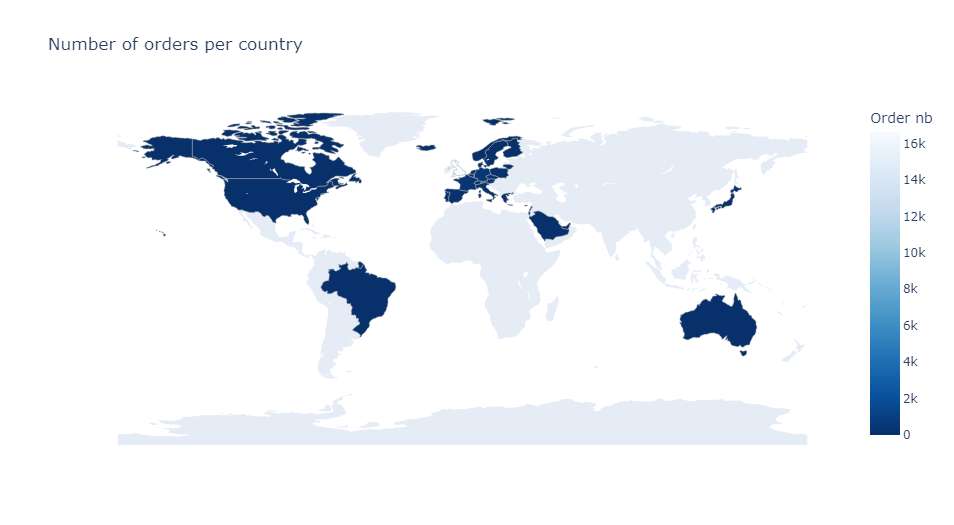 Number of orders per country
Order nb
16k
14k
12k
10k
8k
6k
4k
2k
0